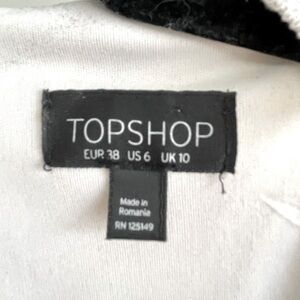 TOPSHOP
EUR 38 US 6 UK 10
Made in
Romania
RN 125149